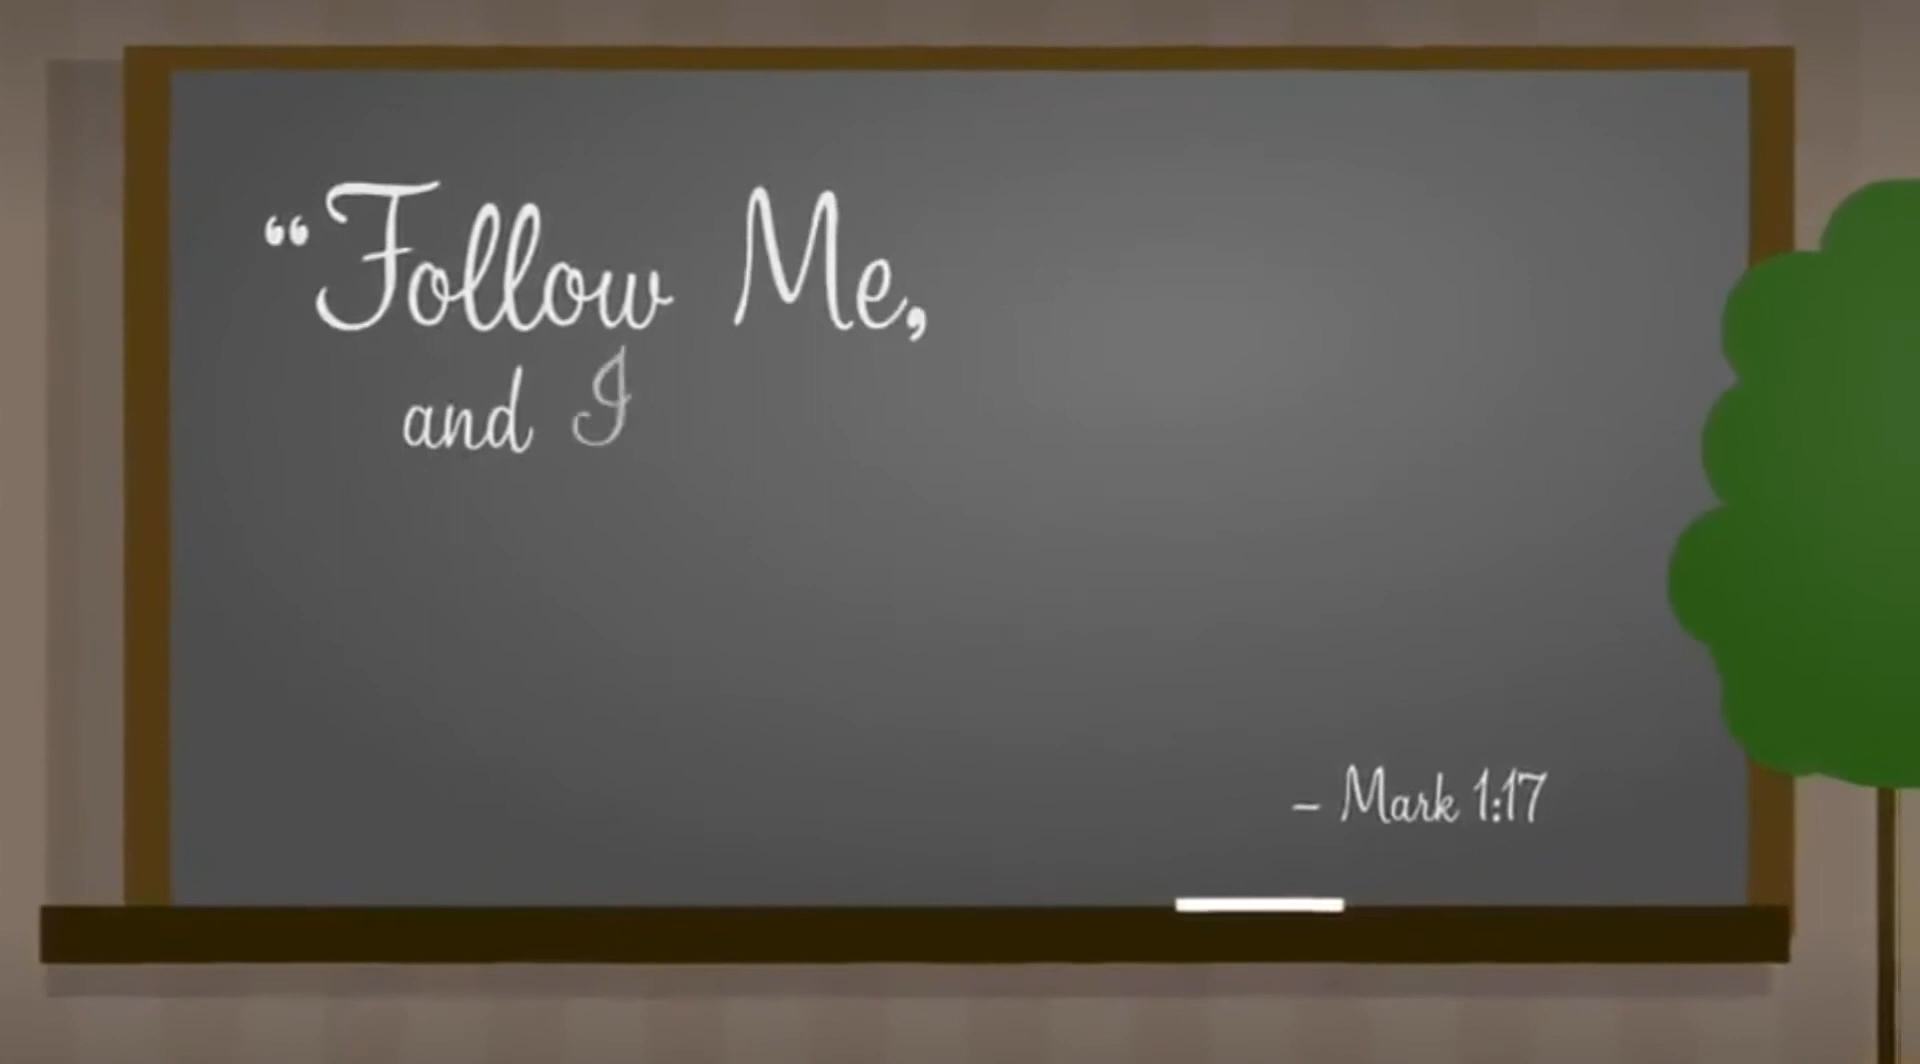 “Follow Me,
and I
– Mark 1:17